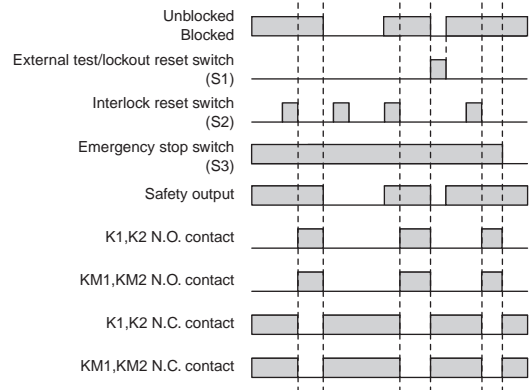 Unblocked
Blocked
External test/lockout reset switch
(S1)
Interlock reset switch
(S2)
Emergency stop switch
(S3)
Safety output
K1,K2 N.O. contact
KM1,KM2 N.O. contact
K1,K2 N.C. contact
KM1,KM2 N.C. contact